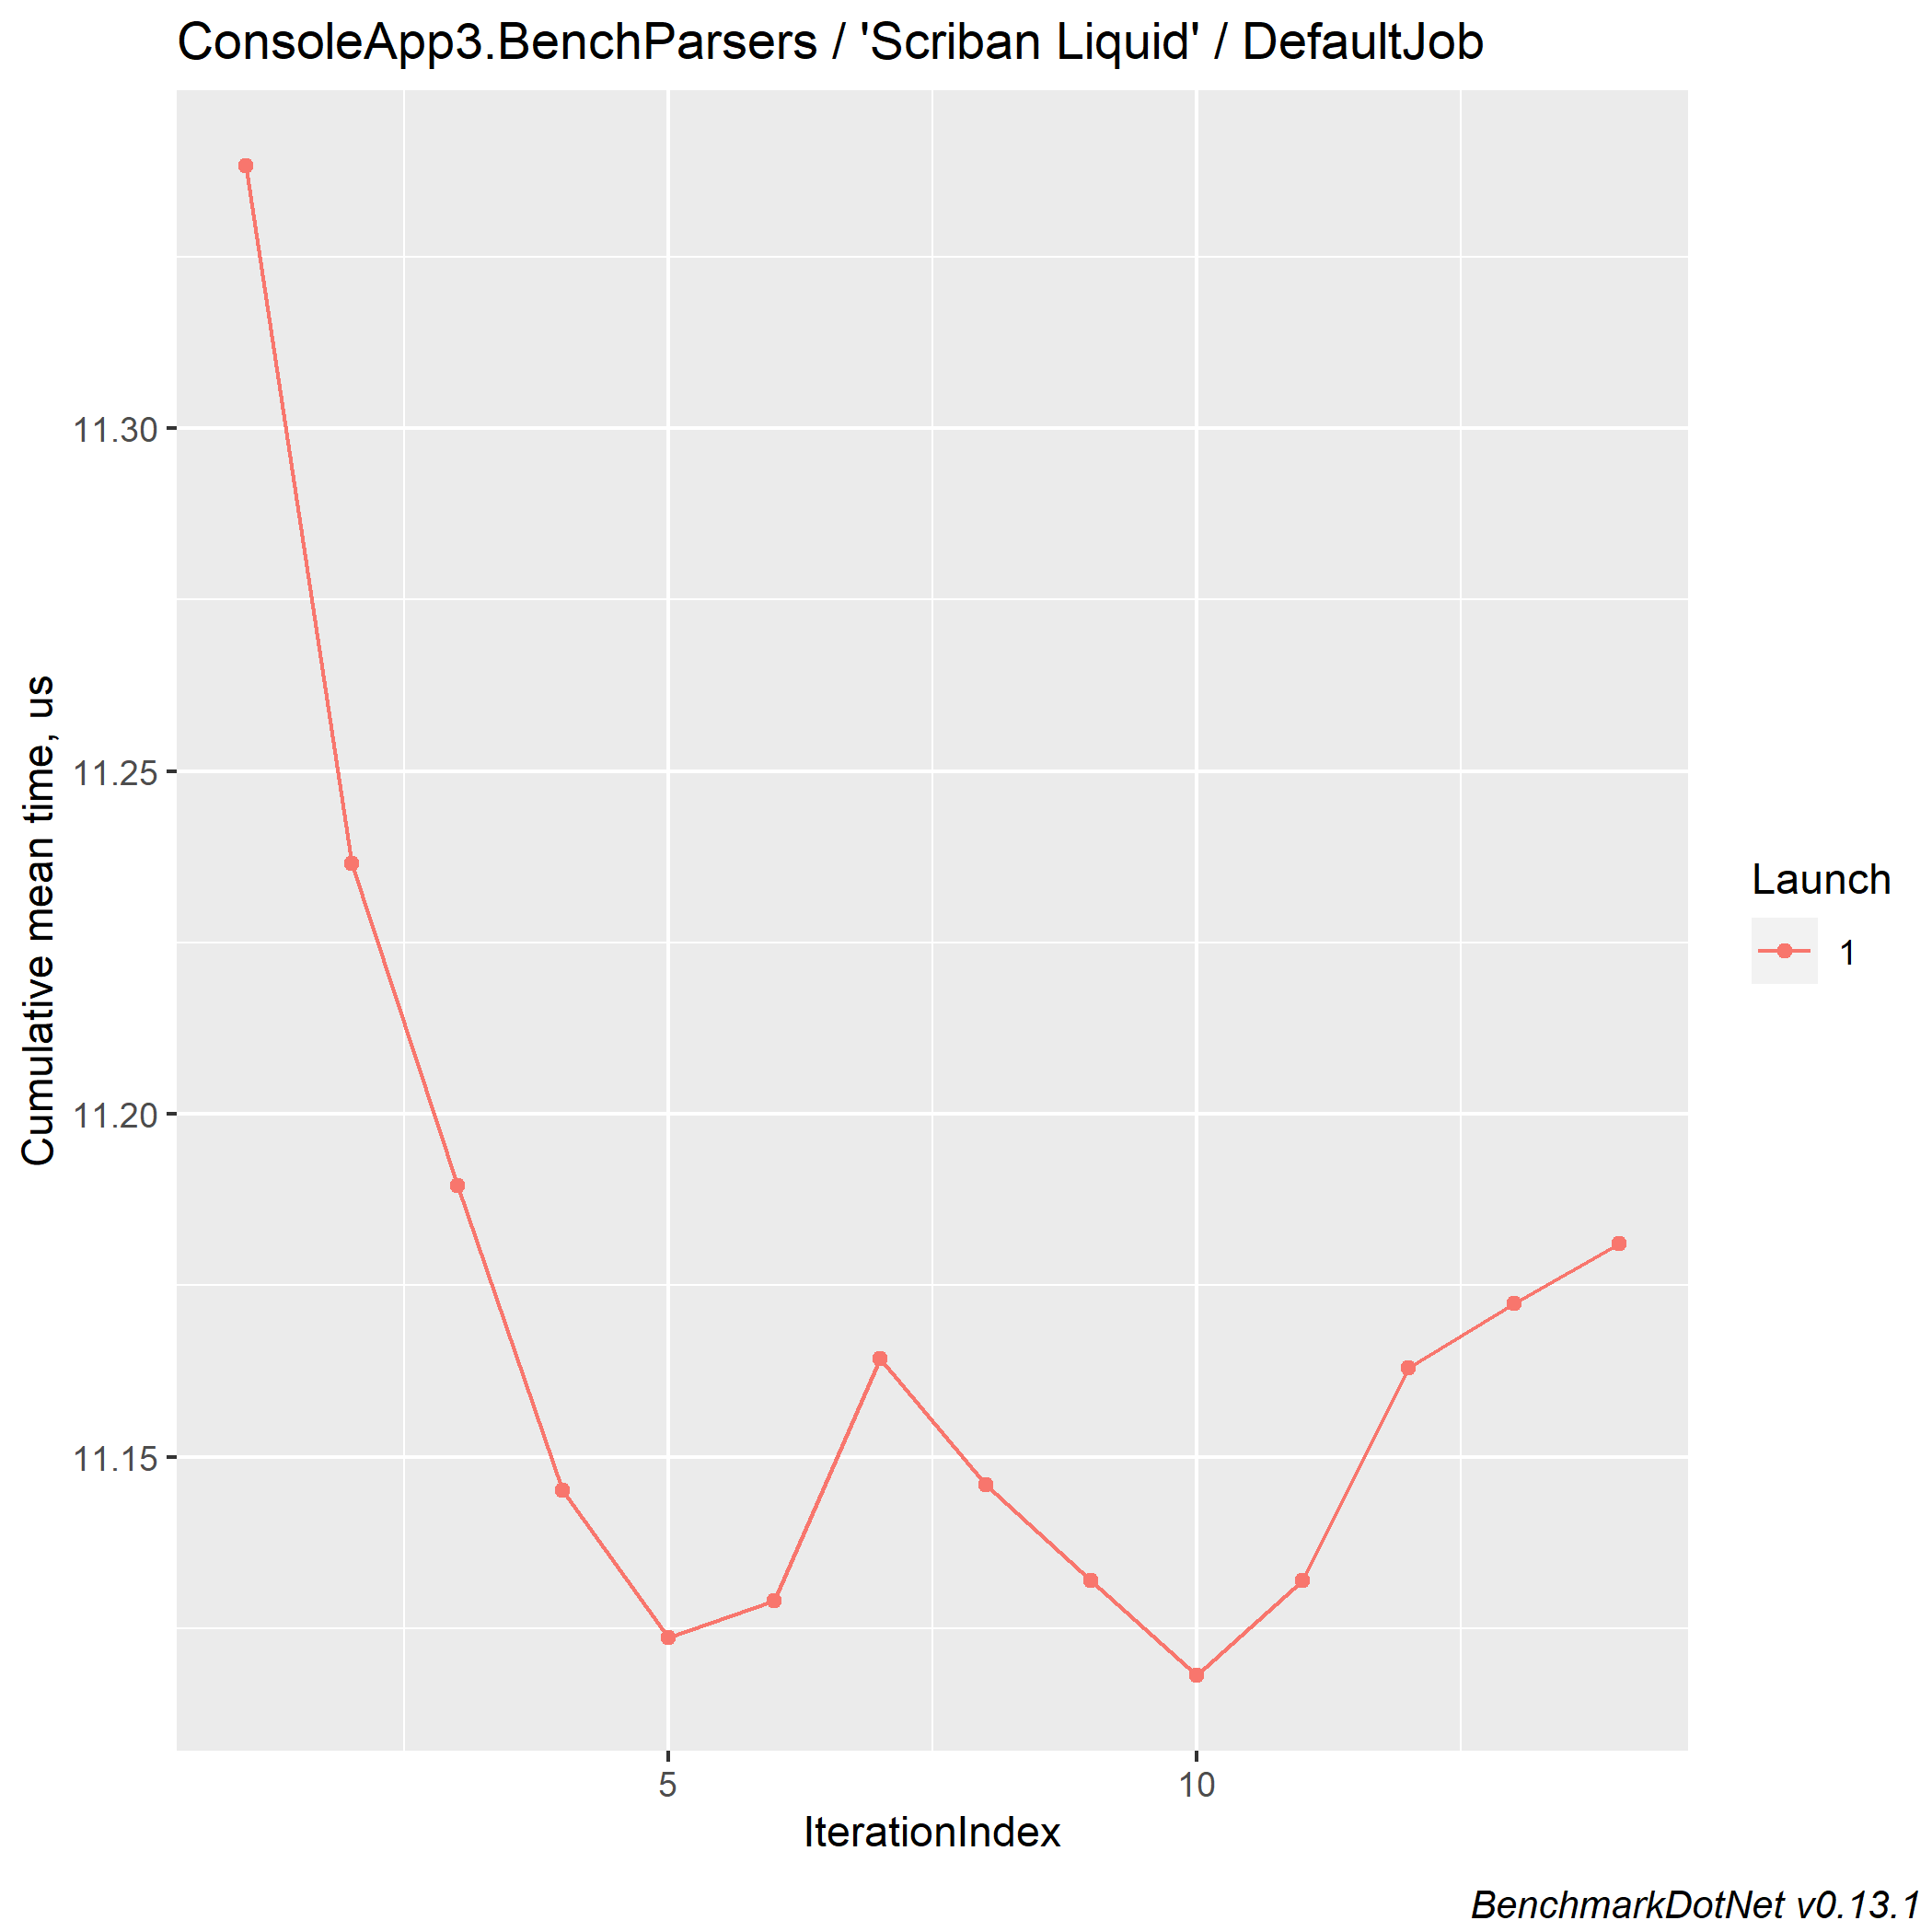 ConsoleApp3.BenchParsers / 'Scriban Liquid' / DefaultJob
Cumulative mean time, us
11.30
11.25
11.20
11.15
5
10
IterationIndex
Launch
1
BenchmarkDotNet v0.13.1